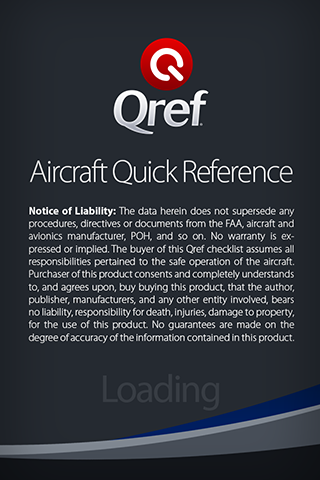 Qref
Aircraft Quick Reference
Notice of Liability: The data herein does not supersede any
procedures, directives or documents from the FAA, aircraft and
avionics manufacturer, POH, and so on. No warranty is ex-
pressed or implied. The buyer of this Qref checklist assumes all
responsibilities pertained to the safe operation of the aircraft.
Purchaser of this product consents and completely understands
to, and agrees upon, buy buying this product, that the author,
publisher, manufacturers, and any other entity involved, bears
no liability, responsibility for death, injuries, damage to property,
for the use of this product. No guarantees are made on the
degree of accuracy of the information contained in this product.
Loading